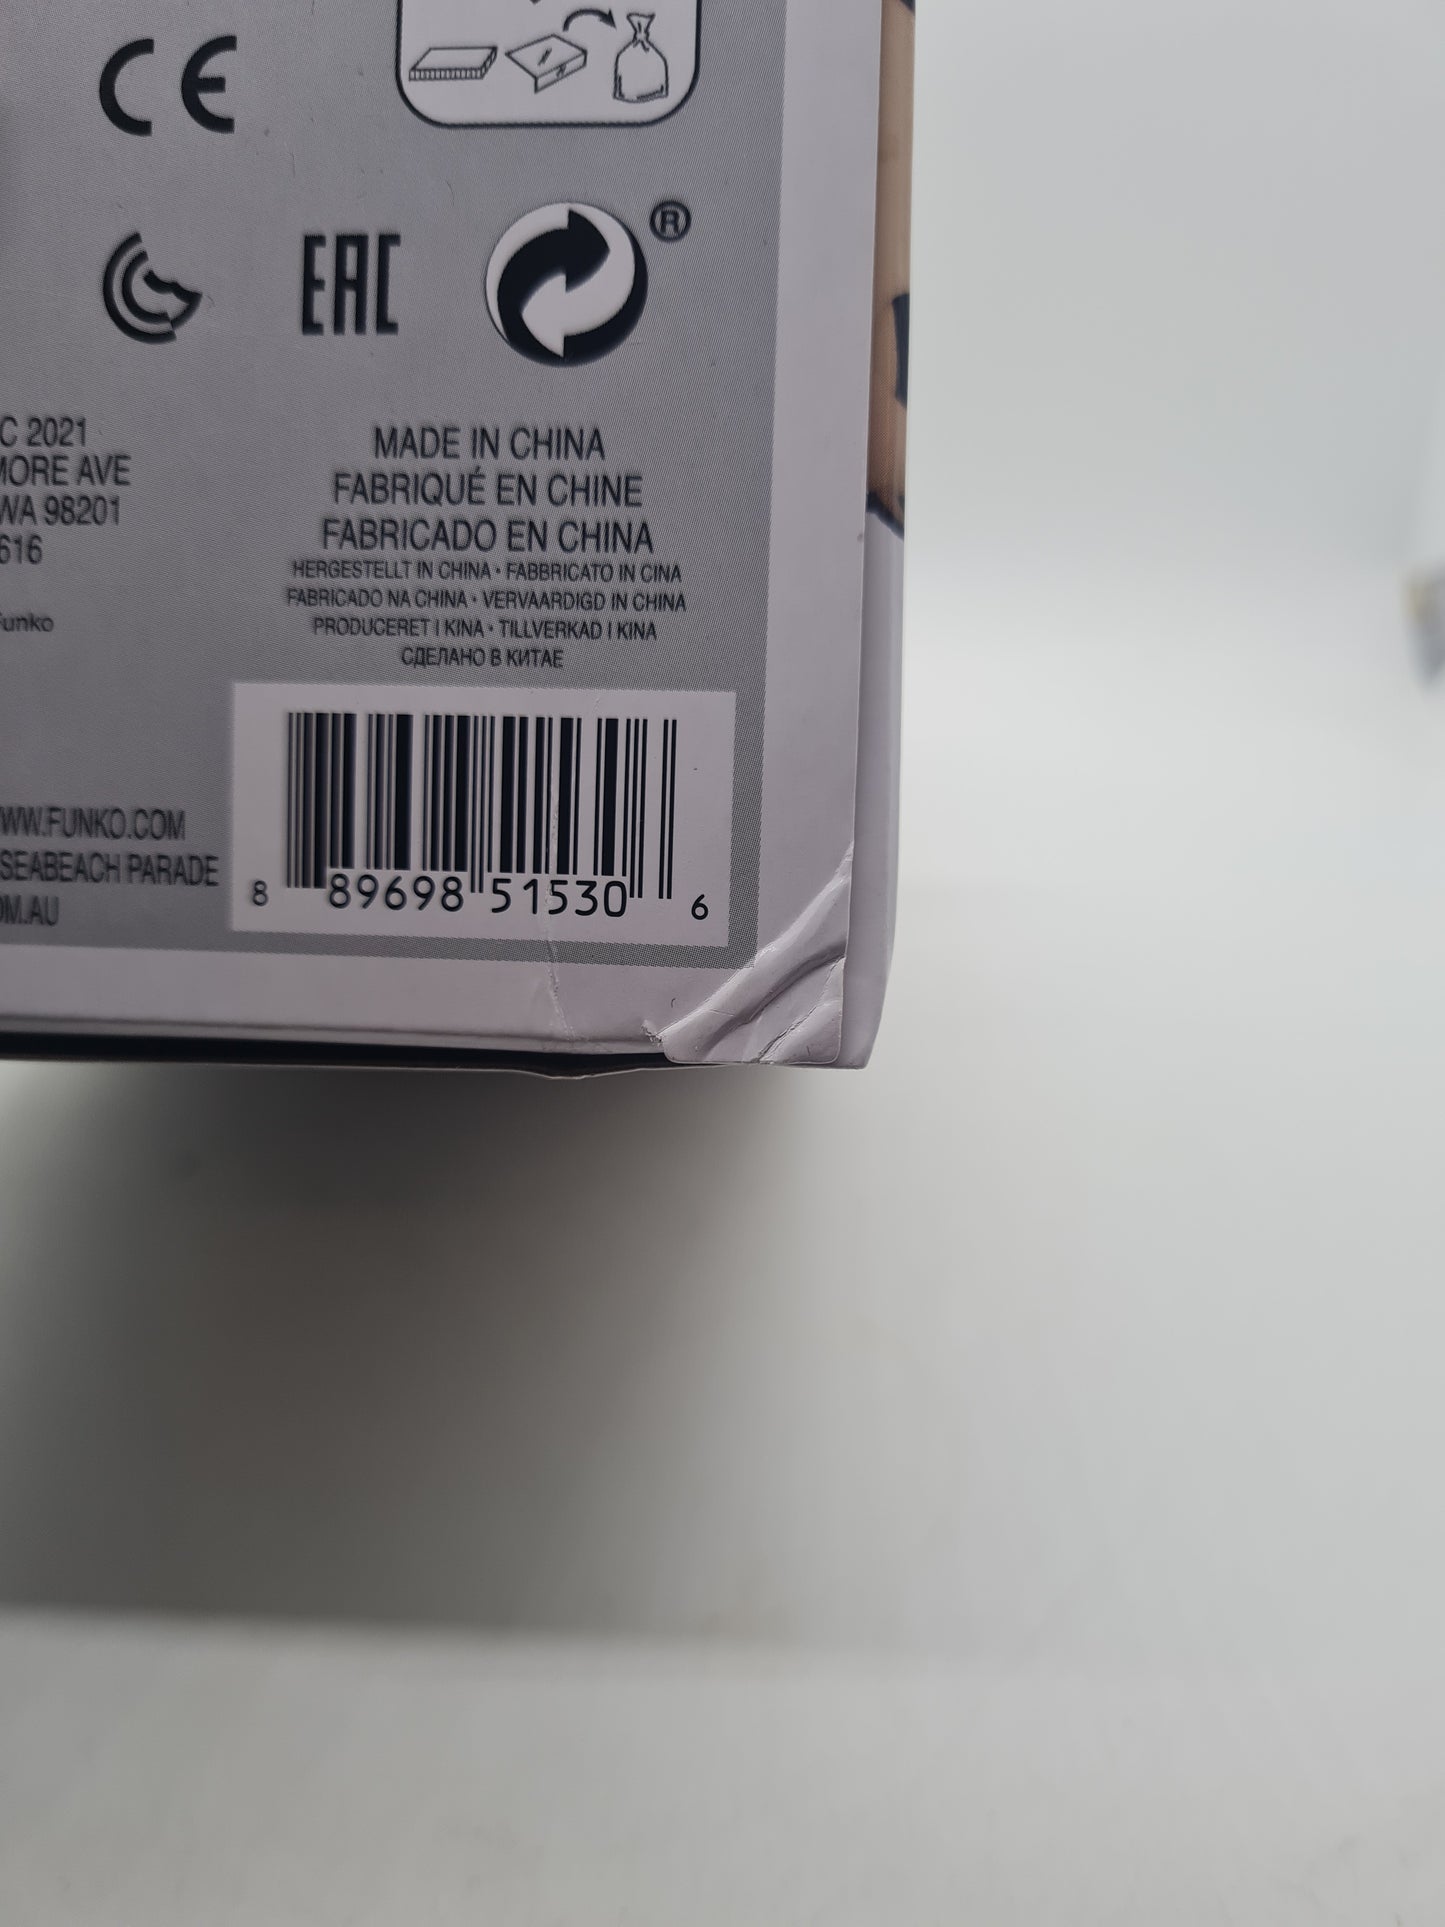 CE
EAC
®
C 2021
MORE AVE
WA 98201
616
Funko
MADE IN CHINA
FABRIQUÉ EN CHINE
FABRICADO EN CHINA
HERGESTELLT IN CHINA • FABBRICATO IN CINA
FABRICADO NA CHINA • VERVAARDIGD IN CHINA
PRODUCERET I KINA • TILLVERKAD I KINA
СДЕЛАНО В КИТАЕ
WW.FUNKO.COM
SEABEACH PARADE
OM.AU
8 89698 51530 6